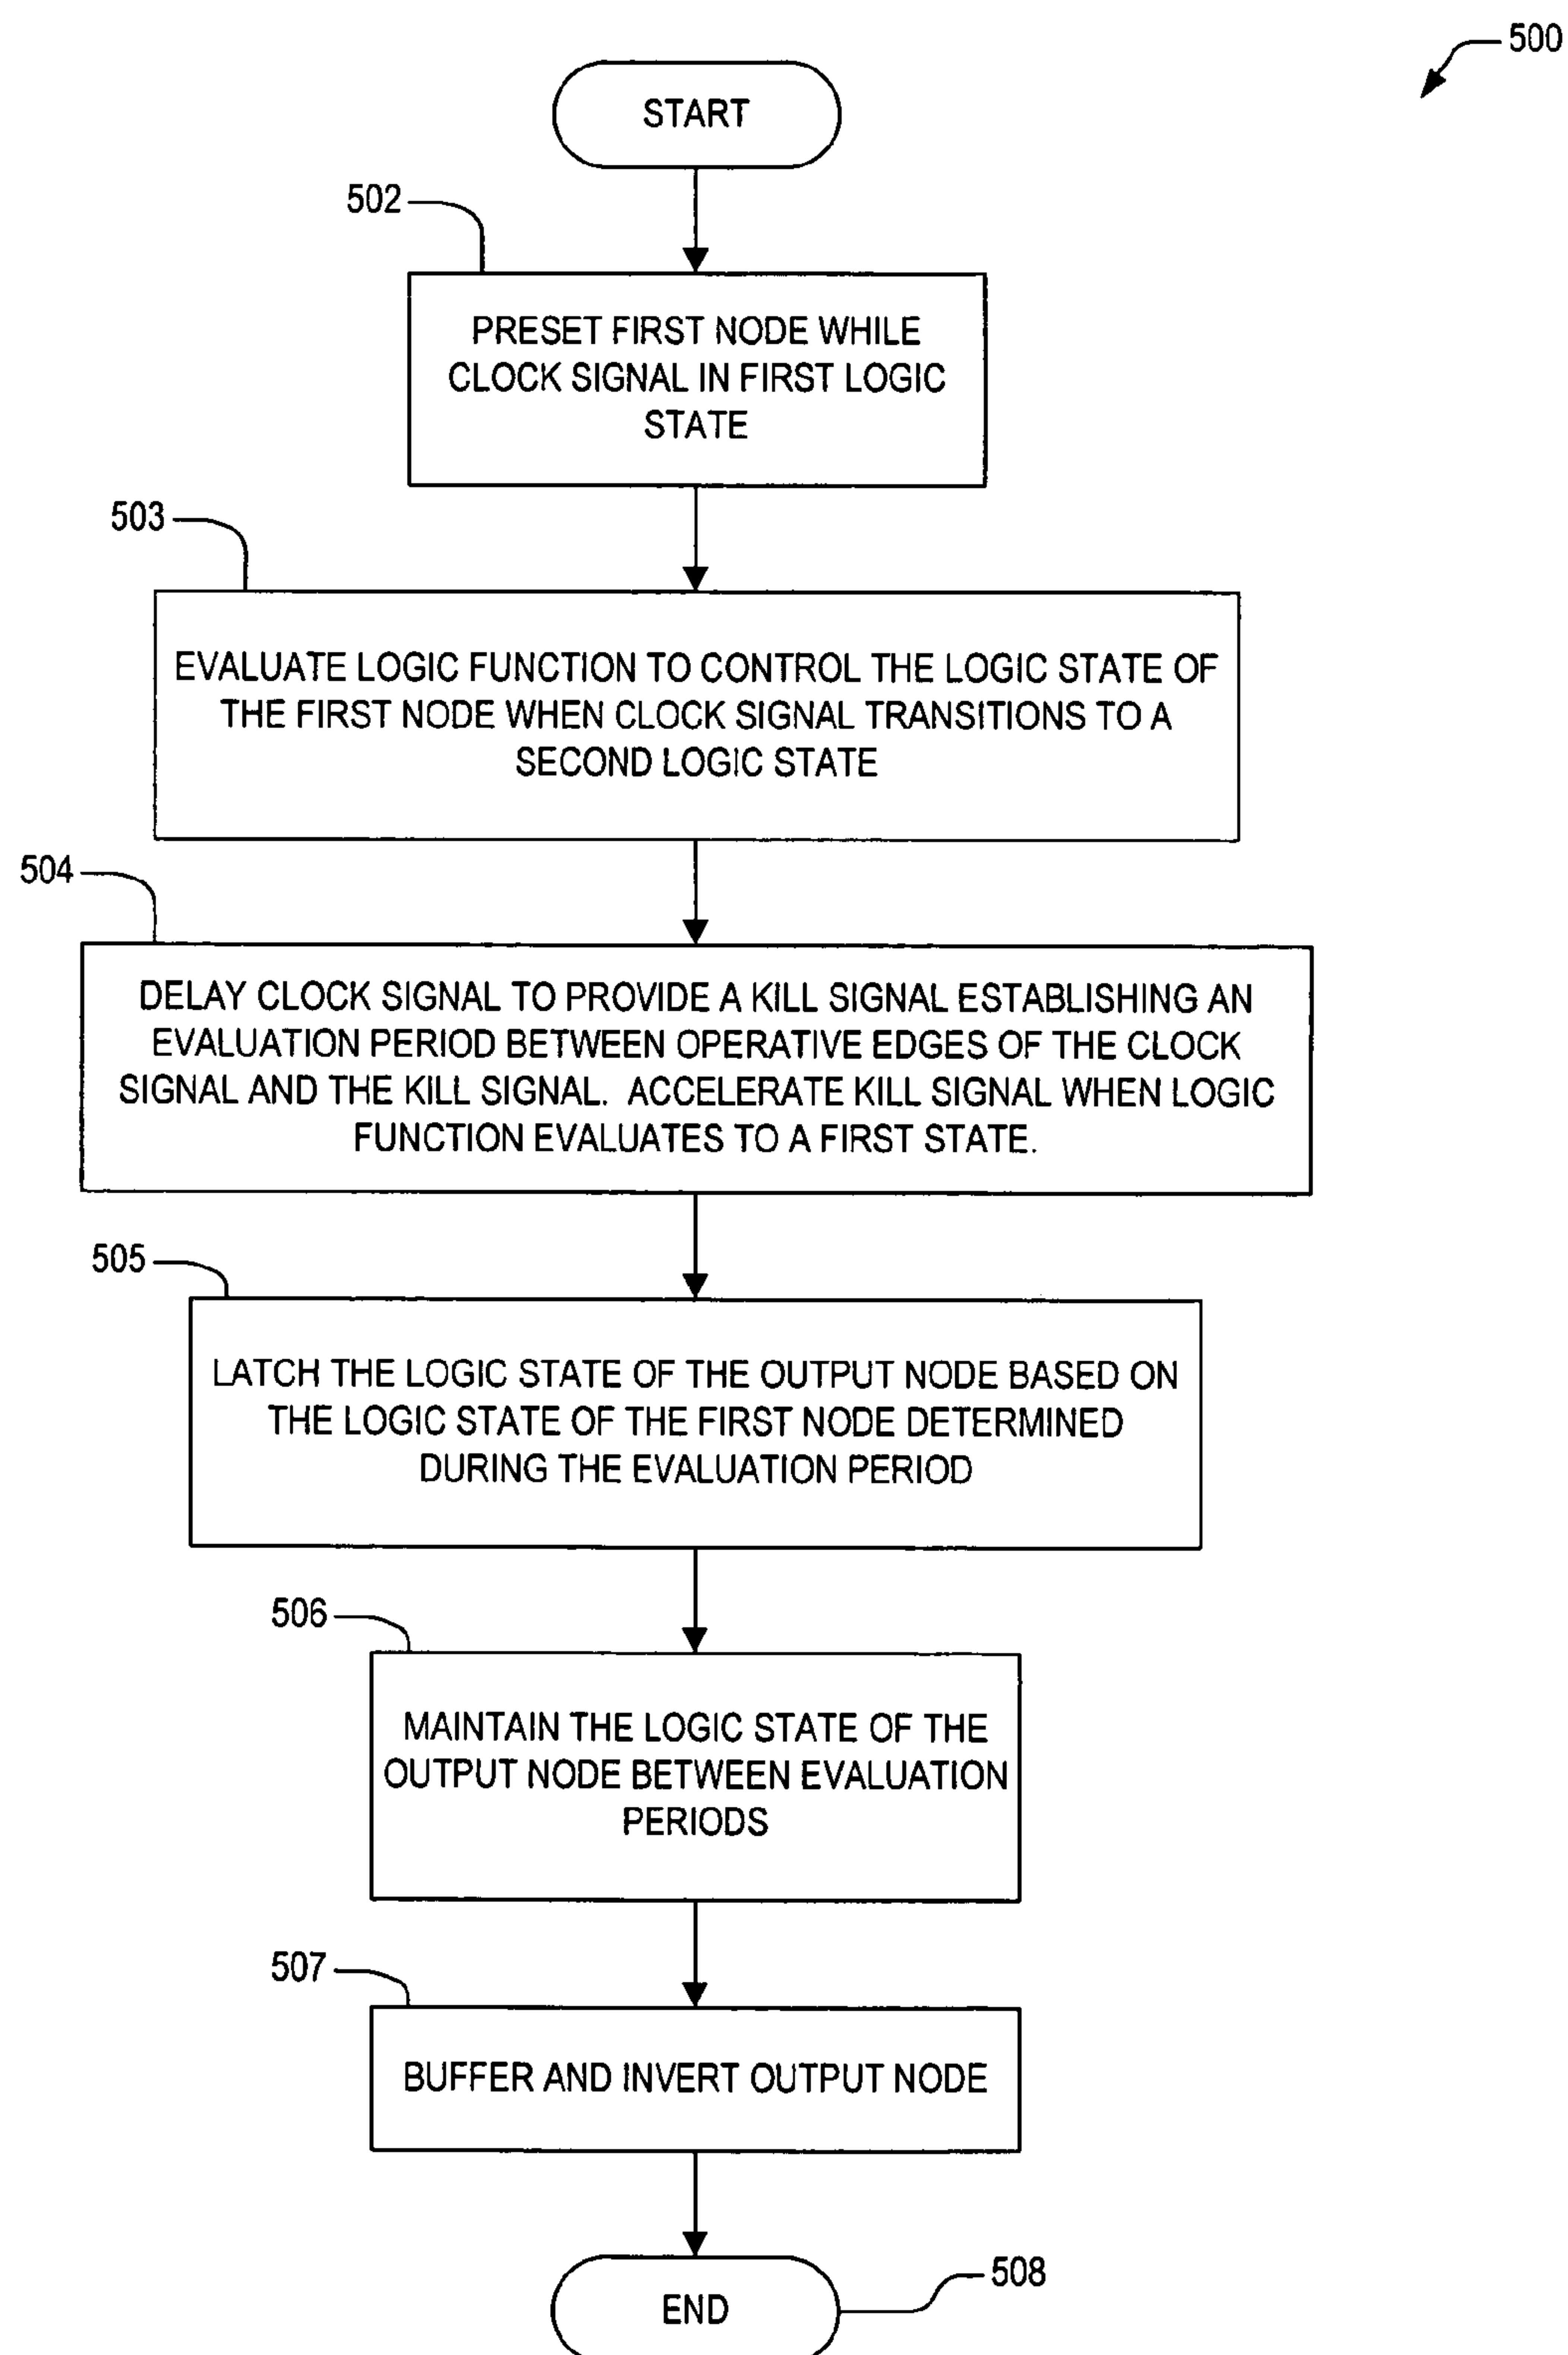 500
START
502
PRESET FIRST NODE WHILE
CLOCK SIGNAL IN FIRST LOGIC
STATE
503
EVALUATE LOGIC FUNCTION TO CONTROL THE LOGIC STATE OF
THE FIRST NODE WHEN CLOCK SIGNAL TRANSITIONS TO A
SECOND LOGIC STATE
504
DELAY CLOCK SIGNAL TO PROVIDE A KILL SIGNAL ESTABLISHING AN
EVALUATION PERIOD BETWEEN OPERATIVE EDGES OF THE CLOCK
SIGNAL AND THE KILL SIGNAL. ACCELERATE KILL SIGNAL WHEN LOGIC
FUNCTION EVALUATES TO A FIRST STATE.
505
LATCH THE LOGIC STATE OF THE OUTPUT NODE BASED ON
THE LOGIC STATE OF THE FIRST NODE DETERMINED
DURING THE EVALUATION PERIOD
506
MAINTAIN THE LOGIC STATE OF THE
OUTPUT NODE BETWEEN EVALUATION
PERIODS
507
BUFFER AND INVERT OUTPUT NODE
508
END